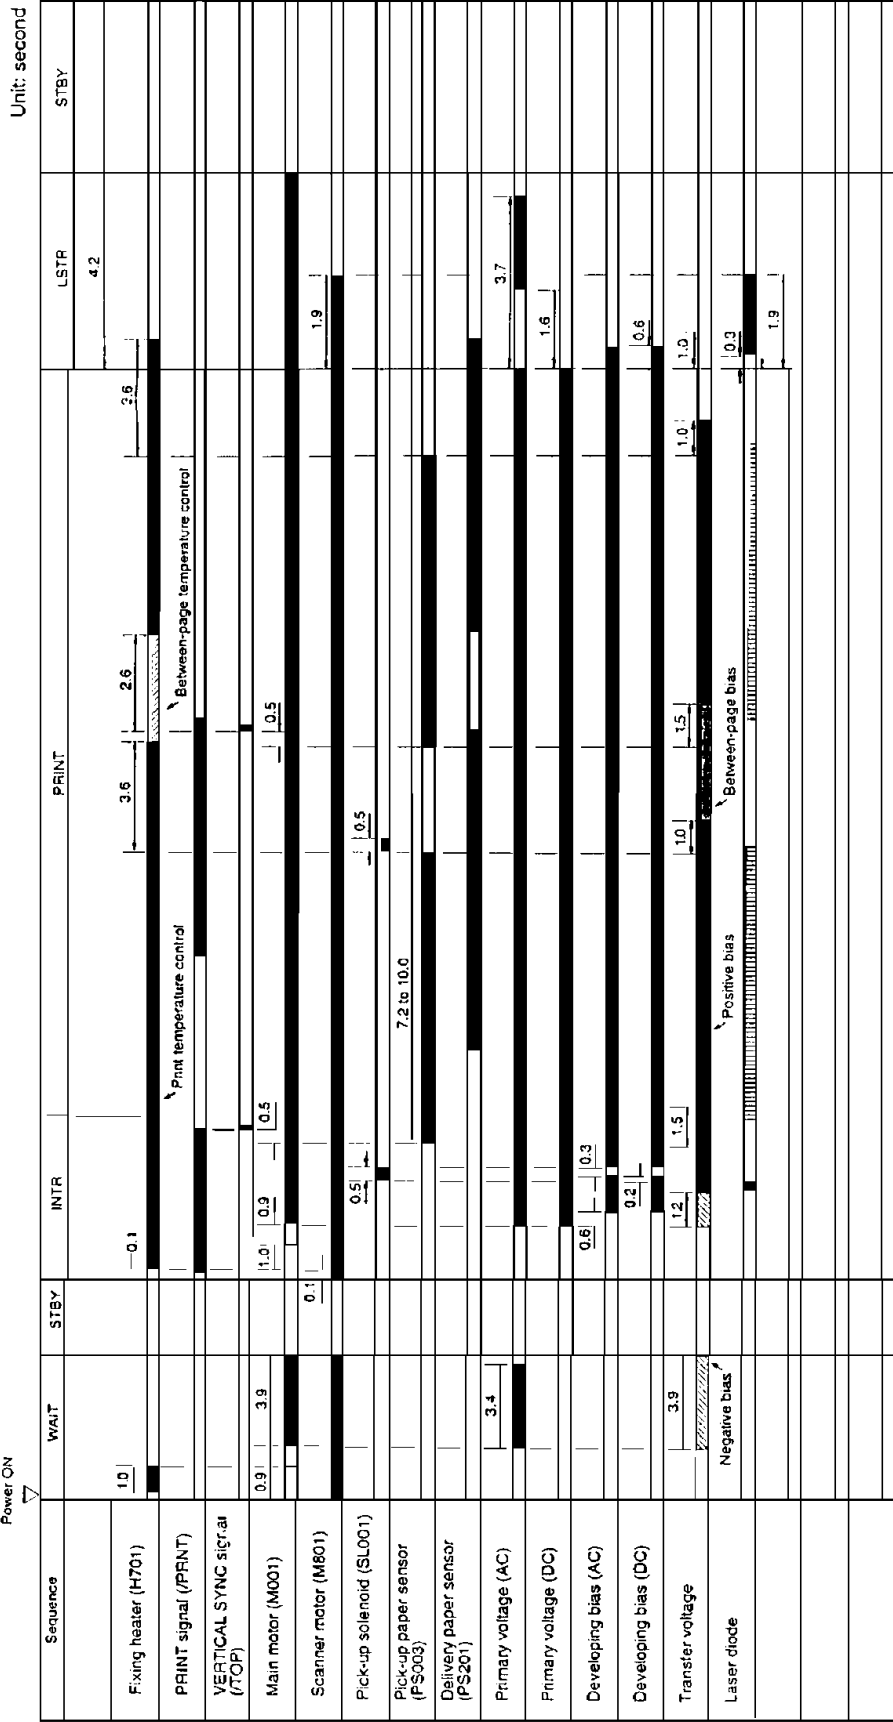 Unit: second
Power ON
Sequence
WAIT
STBY
INTR
PRINT
LSTR
STBY
4.2
Fixing heater (H701)
1.0
0.1
Print temperature control
3.6
2.6
Between-page temperature control
3.6
PRINT signal (/PRNT)
VERTICAL SYNC signal
(/TOP)
Main motor (M001)
0.9
3.9
1.0
0.9
0.5
0.5
Scanner motor (M801)
0.1
1.9
Pick-up solenoid (SL001)
0.5
0.5
Pick-up paper sensor
(PS003)
7.2 to 10.0
Delivery paper sensor
(PS201)
Primary voltage (AC)
3.4
3.7
Primary voltage (DC)
1.6
Developing bias (AC)
0.6
0.3
Developing bias (DC)
0.2
0.6
Transfer voltage
3.9
1.2
1.5
1.0
1.5
1.0
1.0
Negative bias
Positive bias
Between-page bias
Laser diode
0.3
1.9